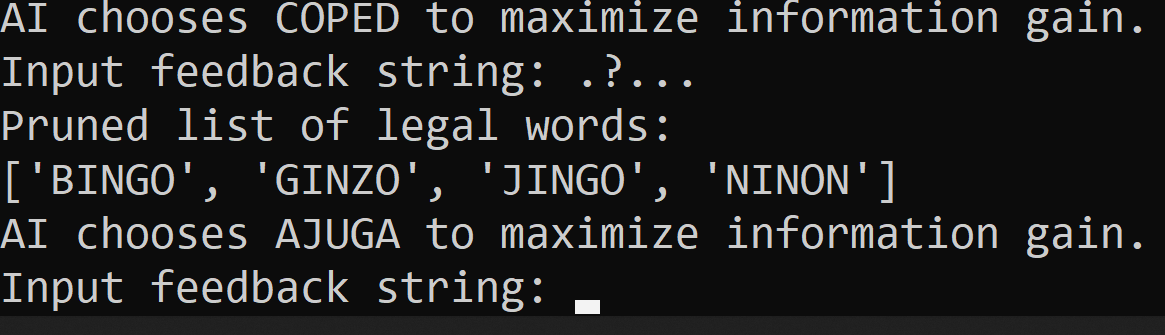 AI chooses COPED to maximize information gain.
Input feedback string: .?...
Pruned list of legal words:
['BINGO', 'GINZO', 'JINGO', 'NINON']
AI chooses AJUGA to maximize information gain.
Input feedback string: